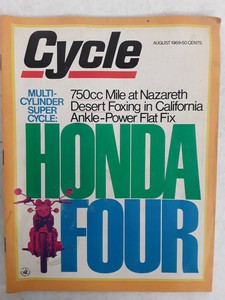 Cycle
AUGUST 1969•50 CENTS
MULTI-
CYLINDER
SUPER
CYCLE:
750cc Mile at Nazareth
Desert Foxing in California
Ankle-Power Flat Fix
HONDA
FOUR